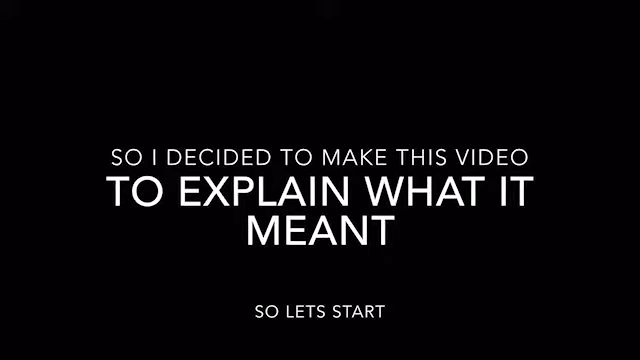 SO I DECIDED TO MAKE THIS VIDEO
TO EXPLAIN WHAT IT
MEANT
SO LETS START